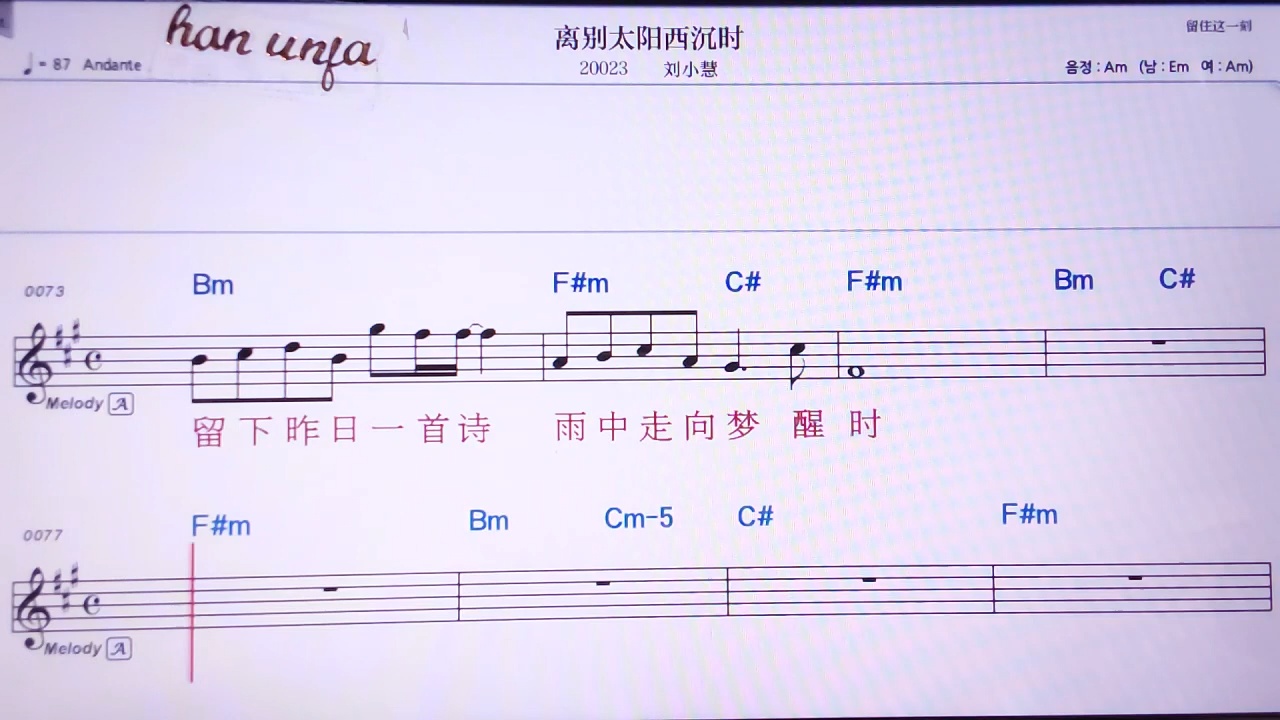 han unfa
离别太阳西沉时
留住这一刻
♩= 87 Andante
20023 刘小慧
음정 : Am (남 : Em 여 : Am)
0073 Bm F#m C# F#m Bm C#
Melody A
留下昨日一首诗 雨中走向梦 醒 时
0077 F#m Bm Cm-5 C# F#m
Melody A